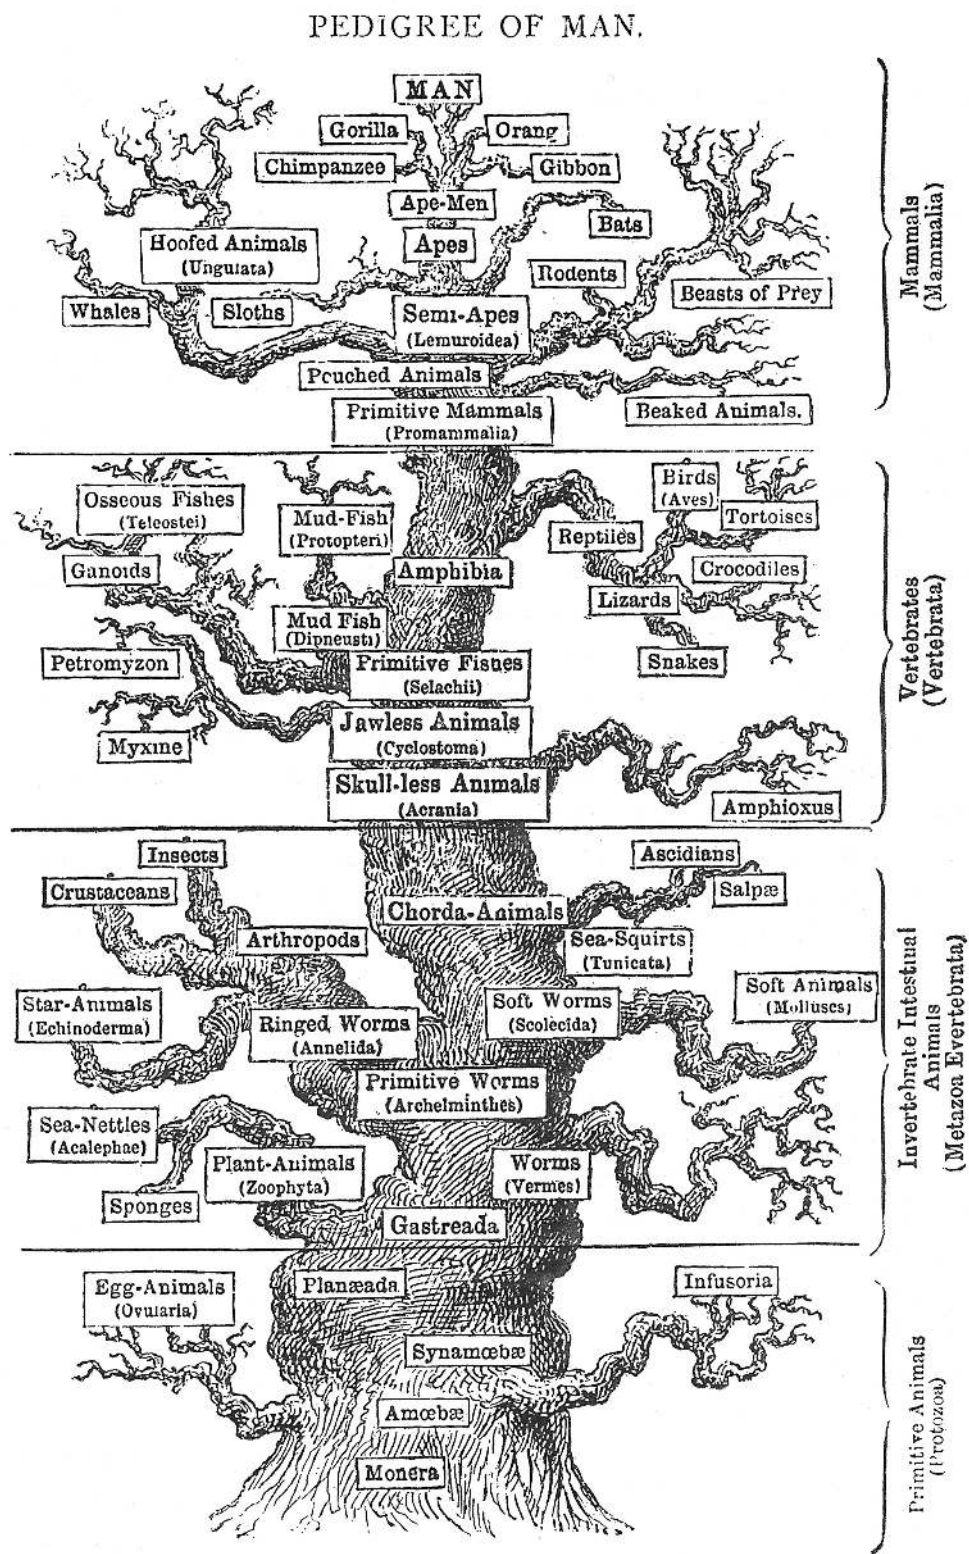 PEDIGREE OF MAN.
MAN
Gorilla
Orang
Chimpanzee
Gibbon
Ape-Men
Bats
Apes
Hoofed Animals
(Ungulata)
Rodents
Beasts of Prey
Whales
Sloths
Semi-Apes
(Lemuroidea)
Pouched Animals
Primitive Mammals
(Promammalia)
Beaked Animals.
Mammals
(Mammalia)
Osseous Fishes
(Teleostei)
Mud-Fish
(Protopteri)
Birds
(Aves)
Tortoises
Reptiles
Ganoids
Amphibia
Crocodiles
Lizards
Mud Fish
(Dipneusti)
Petromyzon
Primitive Fishes
(Selachii)
Snakes
Jawless Animals
(Cyclostoma)
Myxine
Skull-less Animals
(Acrania)
Amphioxus
Vertebrates
(Vertebrata)
Insects
Ascidians
Crustaceans
Salpæ
Chorda-Animals
Arthropods
Sea-Squirts
(Tunicata)
Star-Animals
(Echinoderma)
Ringed Worms
(Annelida)
Soft Worms
(Scolecida)
Soft Animals
(Molluscs)
Primitive Worms
(Archelminthes)
Sea-Nettles
(Acalephae)
Plant-Animals
(Zoophyta)
Worms
(Vermes)
Sponges
Gastreada
Invertebrate Intestinal
Animals
(Metazoa Evertebrata)
Planæada
Egg-Animals
(Ovularia)
Infusoria
Synamœbæ
Amœbæ
Monera
Primitive Animals
(Protozoa)